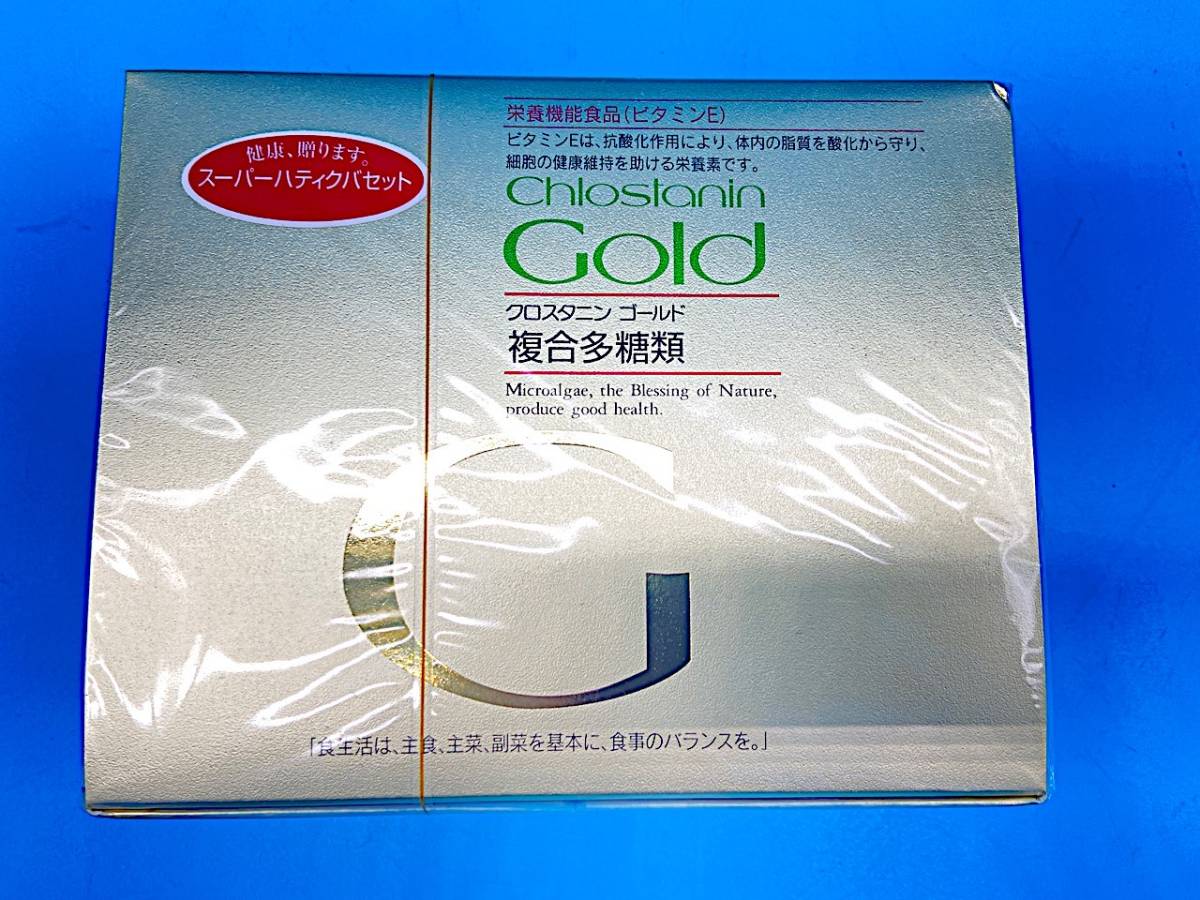 健康、贈ります。
スーパーハティクバセット
栄養機能食品(ビタミンE)
ビタミンEは、抗酸化作用により、体内の脂質を酸化から守り、
細胞の健康維持を助ける栄養素です。
Chlostanin
Gold
クロスタニン ゴールド
複合多糖類
Microalgae, the Blessing of Nature,
produce good health.
G
「食生活は、主食、主菜、副菜を基本に、食事のバランスを。」